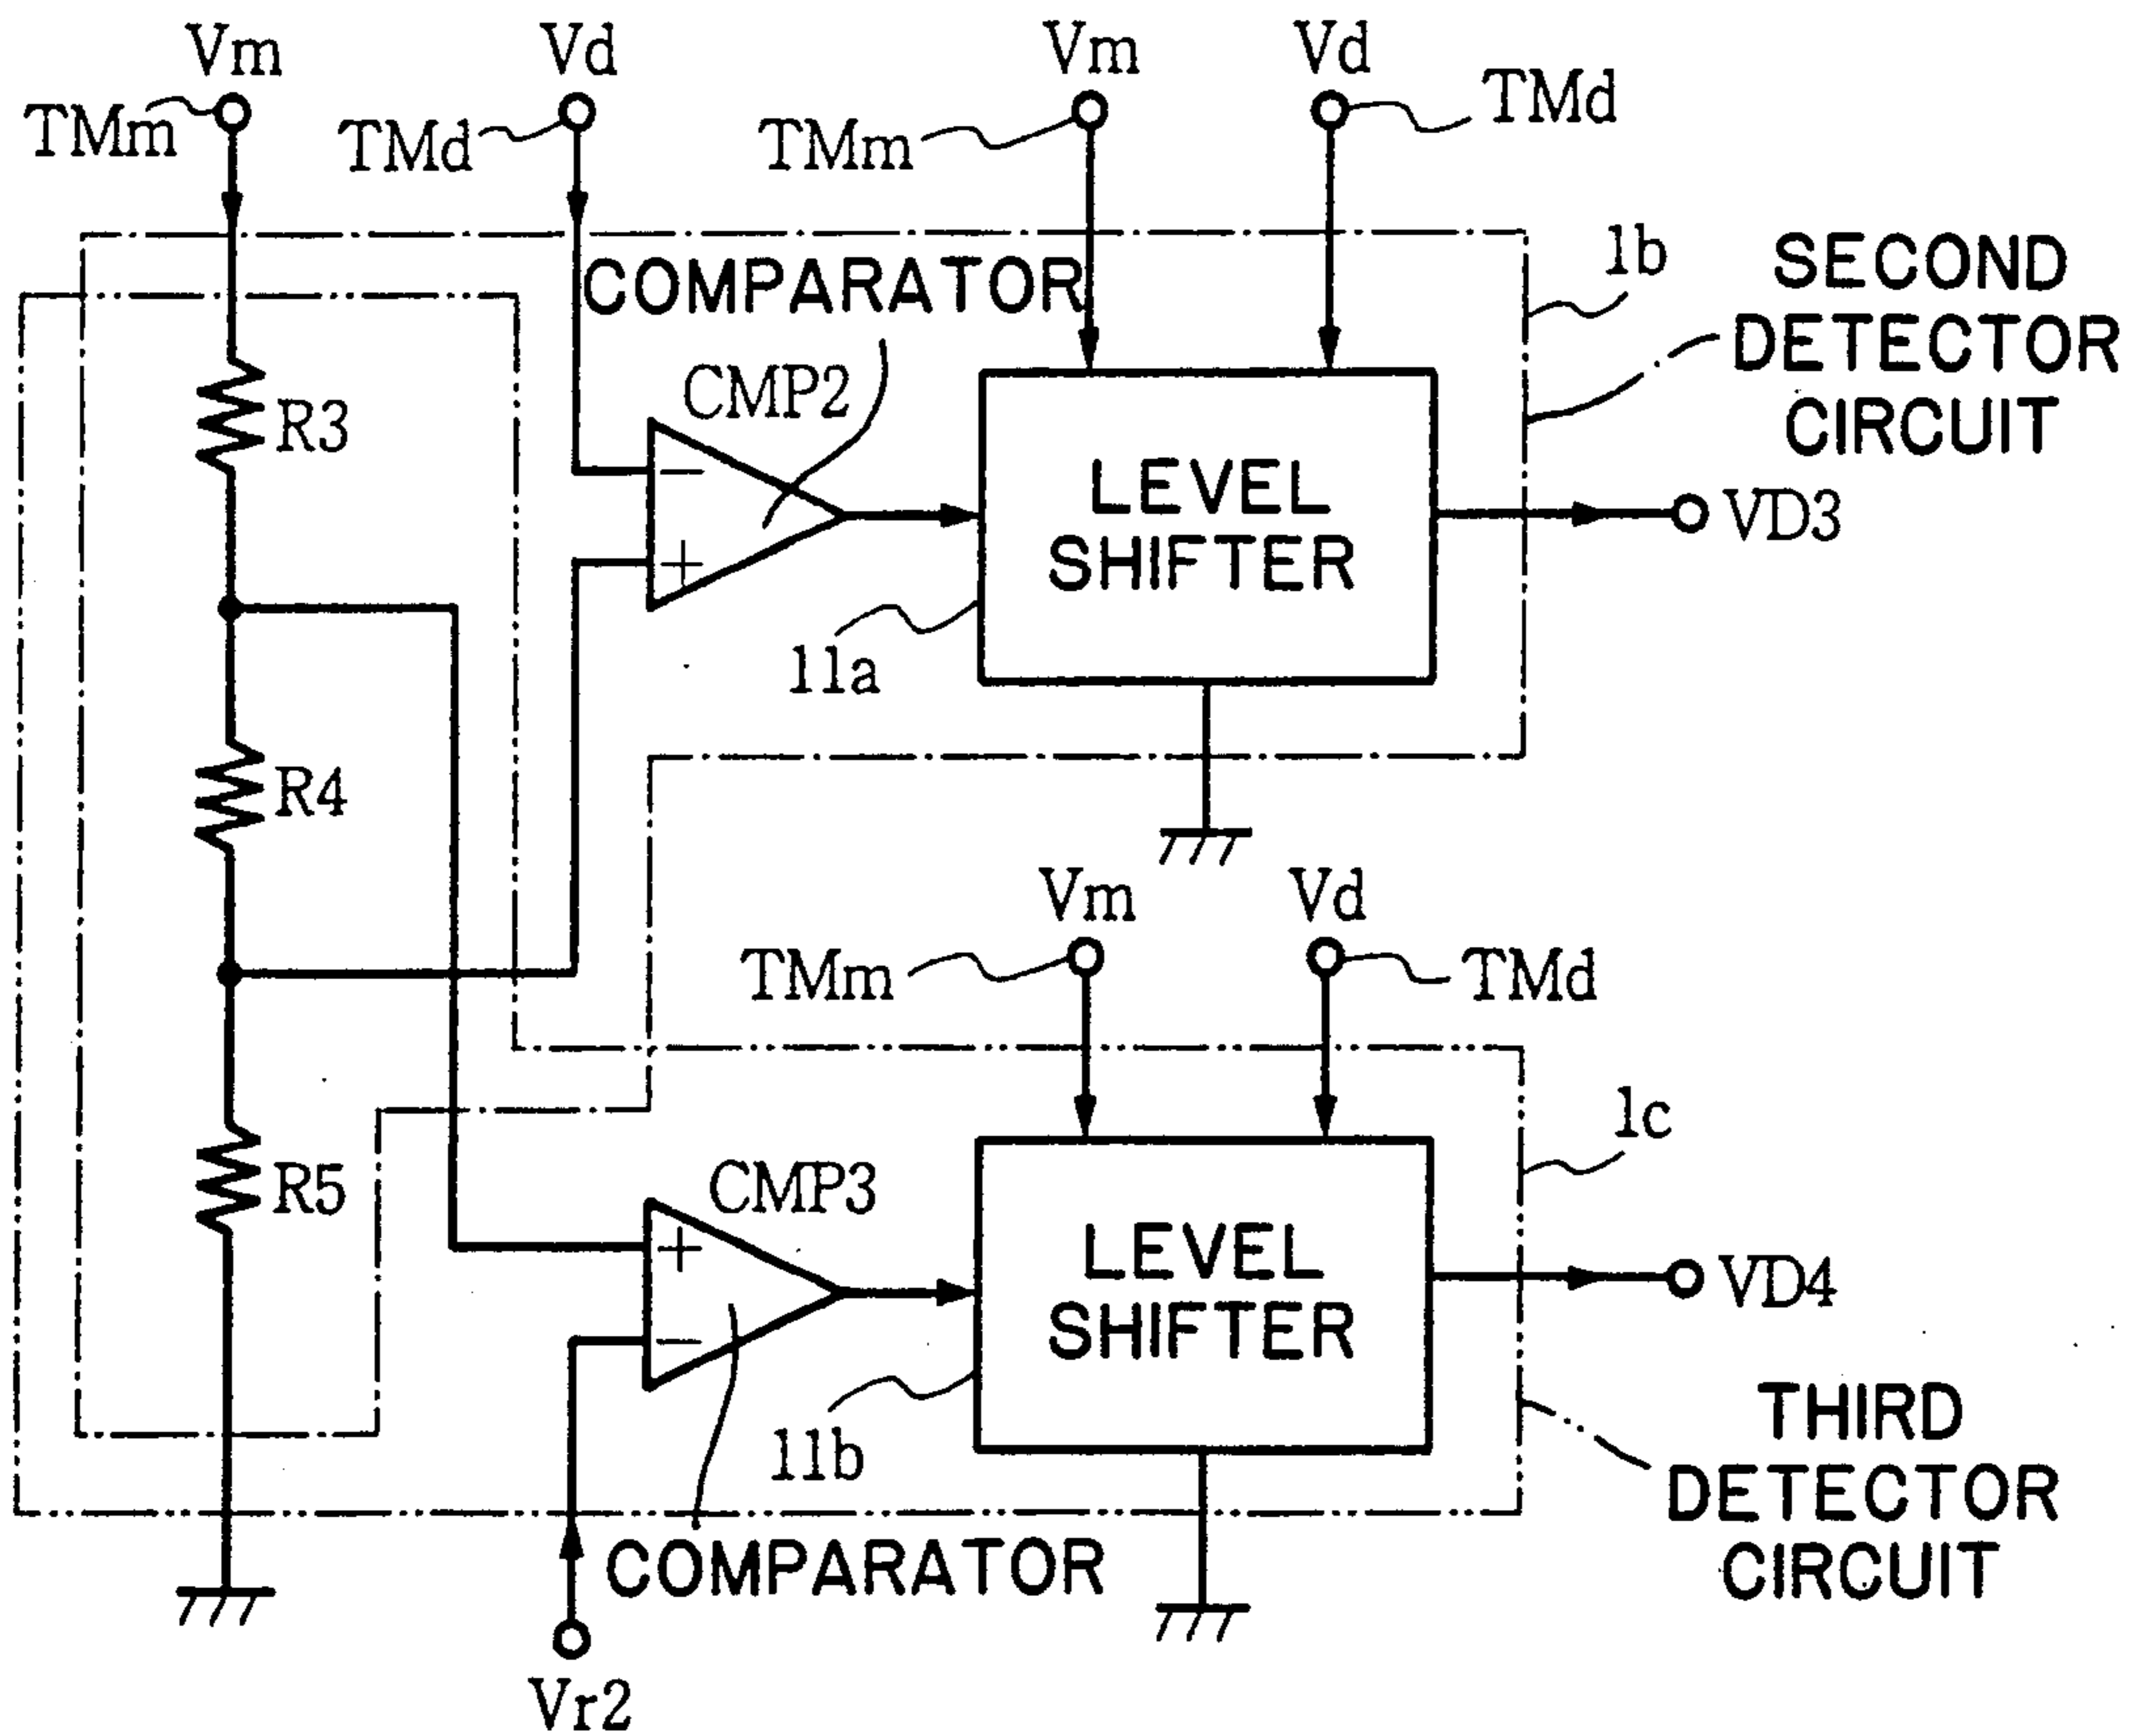 Vm
Vd
Vm
Vd
TMm
TMd
TMm
TMd
COMPARATOR
1b
SECOND
DETECTOR
CIRCUIT
R3
CMP2
−
+
LEVEL
SHIFTER
VD3
11a
R4
Vm
Vd
TMm
TMd
1c
R5
CMP3
+
−
LEVEL
SHIFTER
VD4
11b
THIRD
DETECTOR
CIRCUIT
COMPARATOR
Vr2